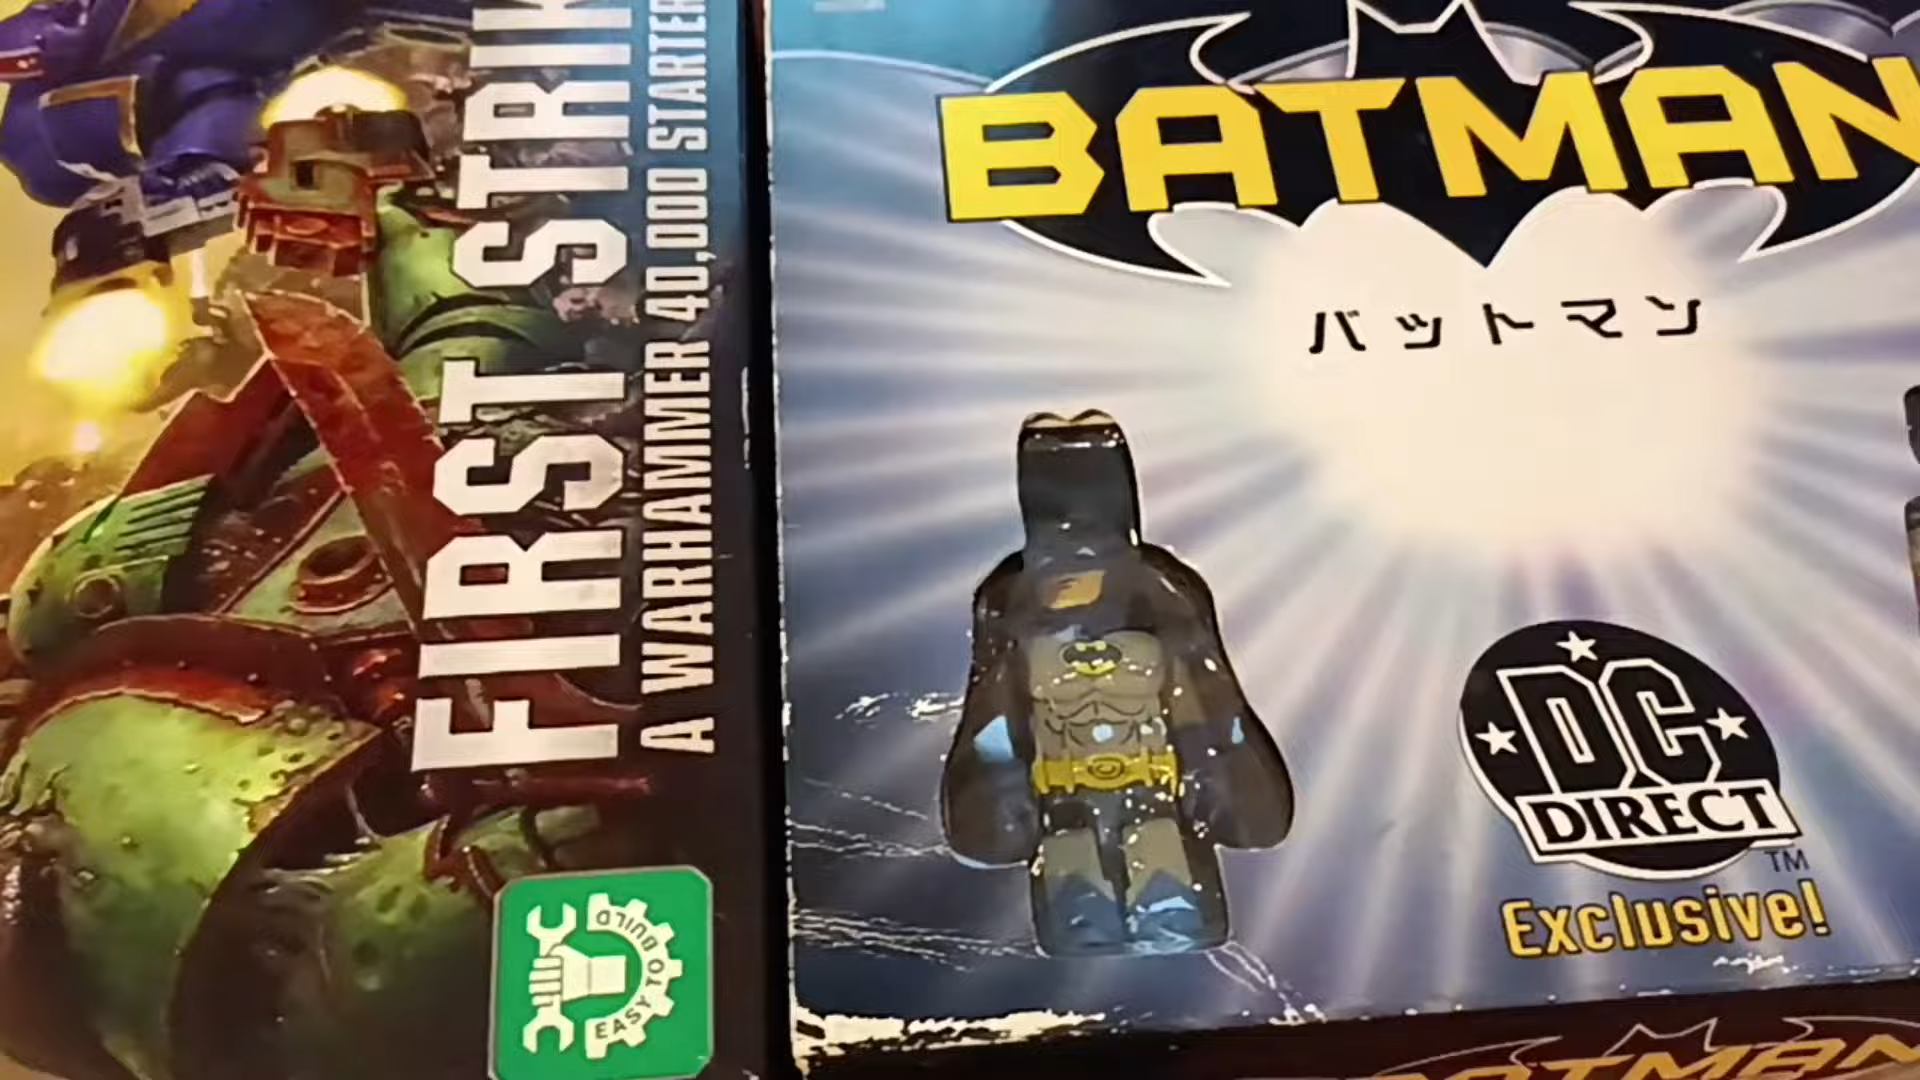 FIRST STRIK
A WARHAMMER 40,000 STARTER
EASY TO BUILD
BATMAN
バットマン
DC
DIRECT
TM
Exclusive!
BATMAN